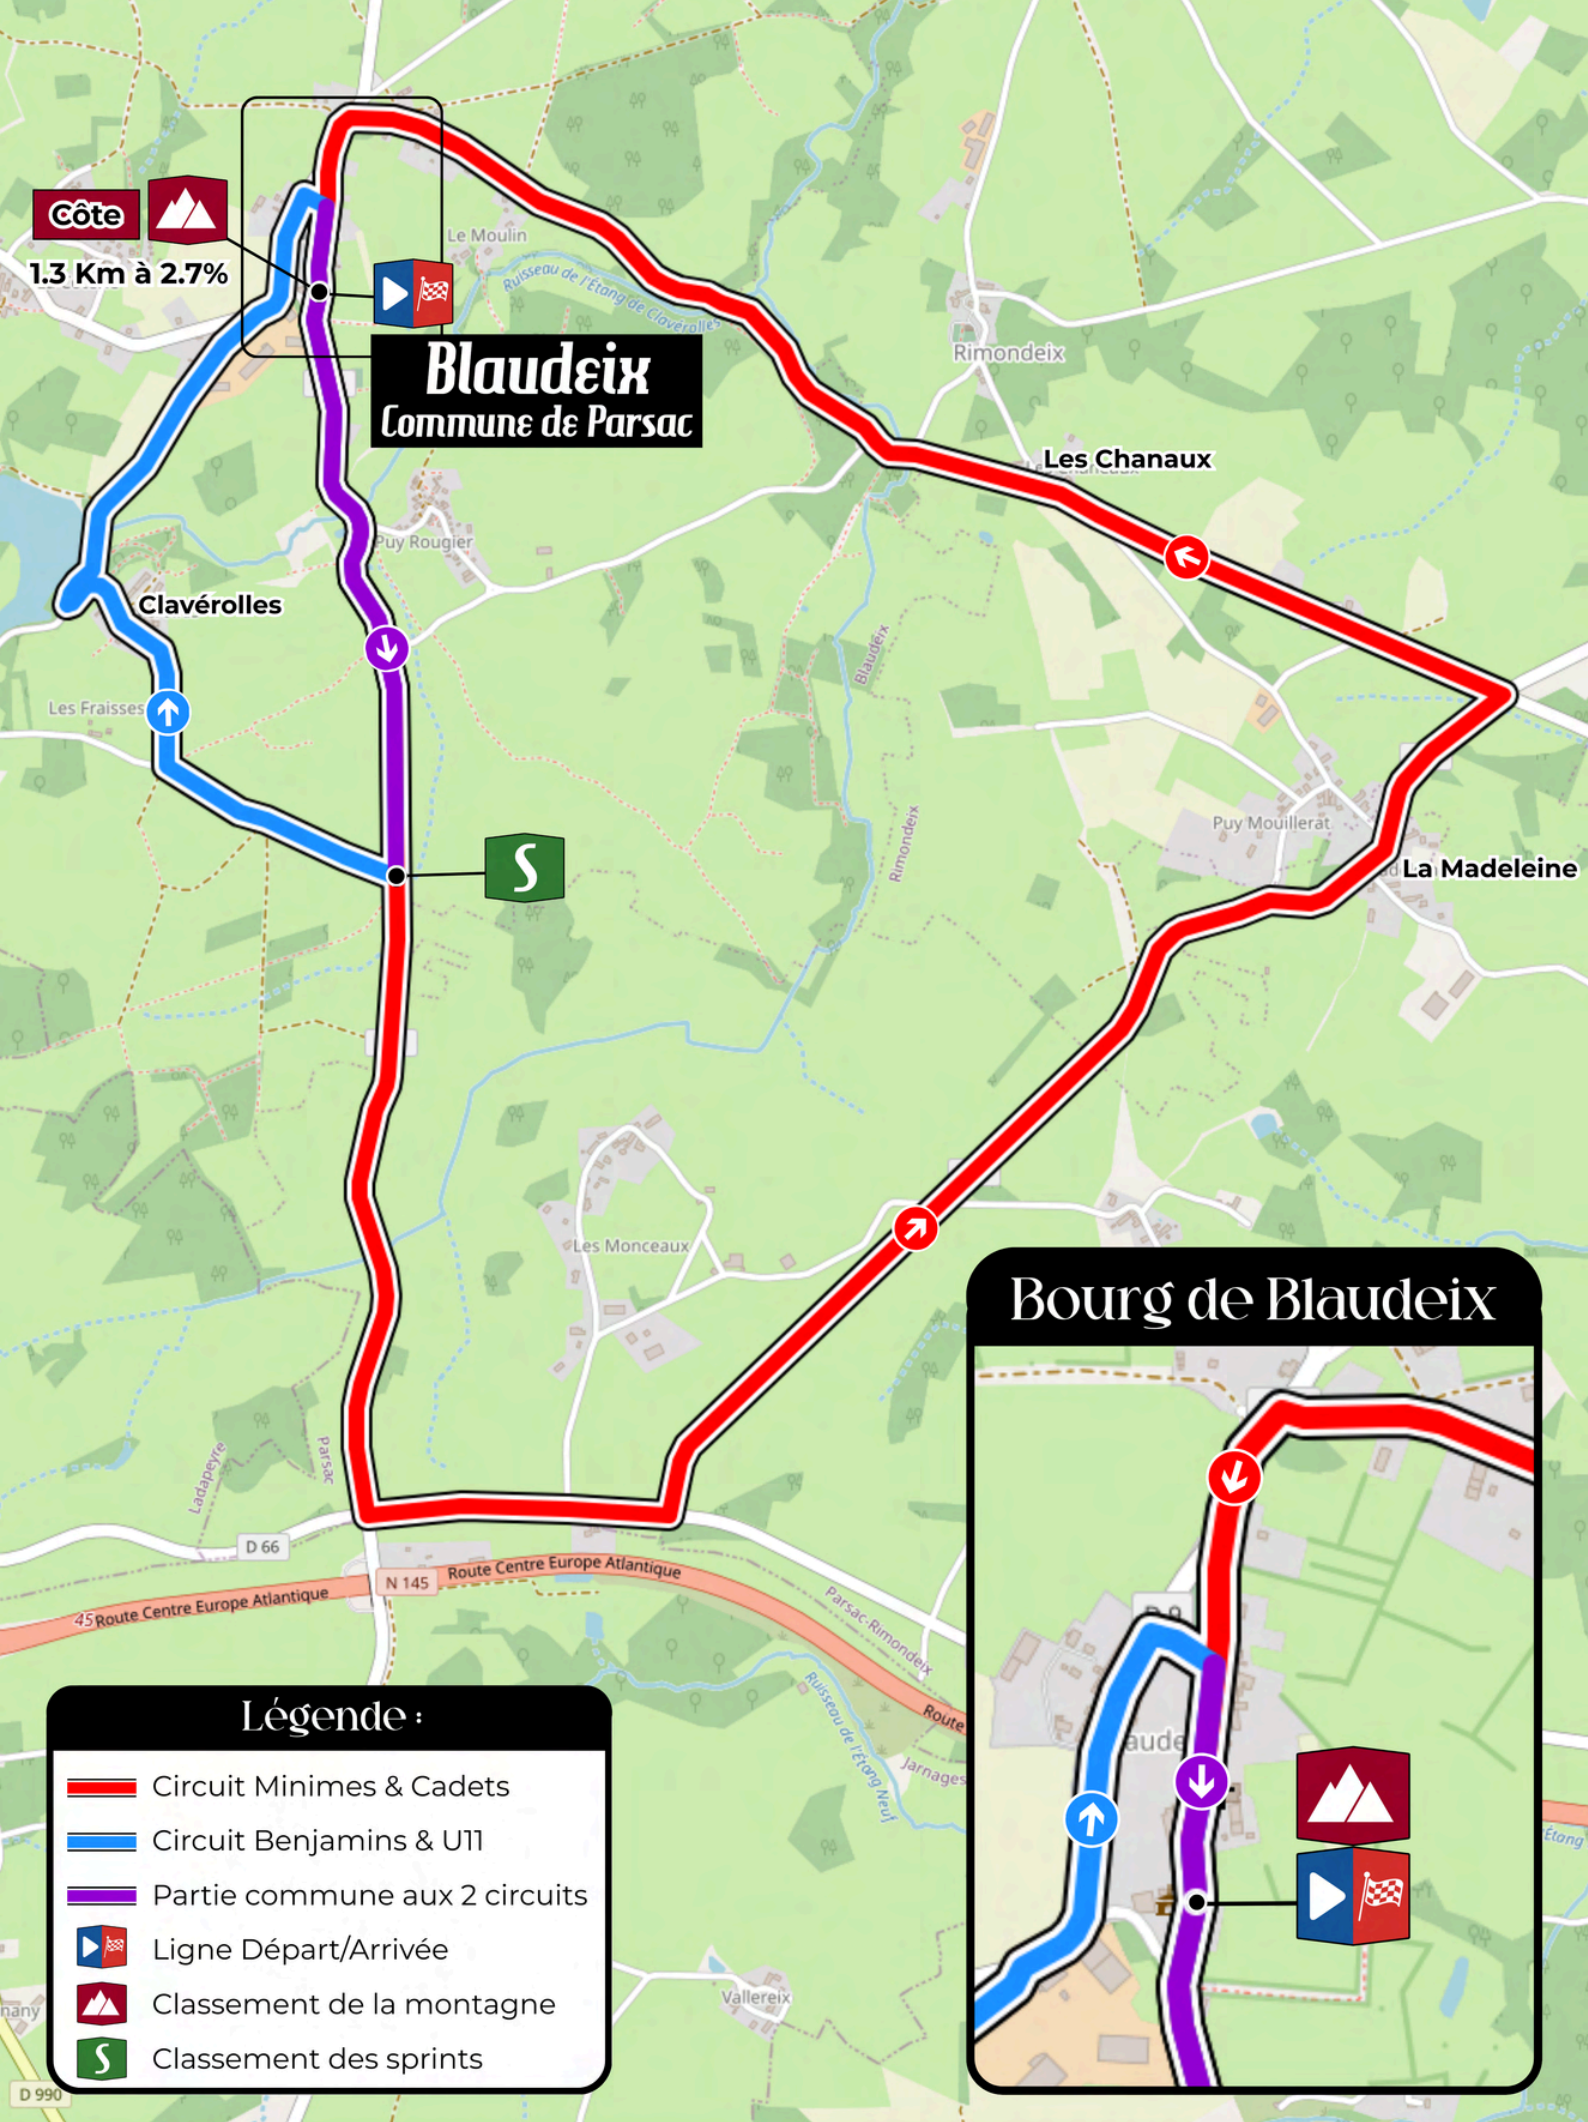 Côte
1.3 Km à 2.7%
Le Moulin
Ruisseau de l'Étang de Clavérolles
Blaudeix
Commune de Parsac
Rimondeix
Les Chanaux
Puy Rougier
Clavérolles
Blaudeix
Rimondeix
Les Fraisses
Puy Mouillerat
La Madeleine
S
Les Monceaux
Ladapeyre
Parsac
D 66
N 145
Route Centre Europe Atlantique
45
Route Centre Europe Atlantique
Parsac-Rimondeix
Jarnages
Route
Ruisseau de l'Étang Neuf
Vallereix
D 990
nany
Étang
Bourg de Blaudeix
aude
Légende :
Circuit Minimes & Cadets
Circuit Benjamins & U11
Partie commune aux 2 circuits
Ligne Départ/Arrivée
Classement de la montagne
S
Classement des sprints